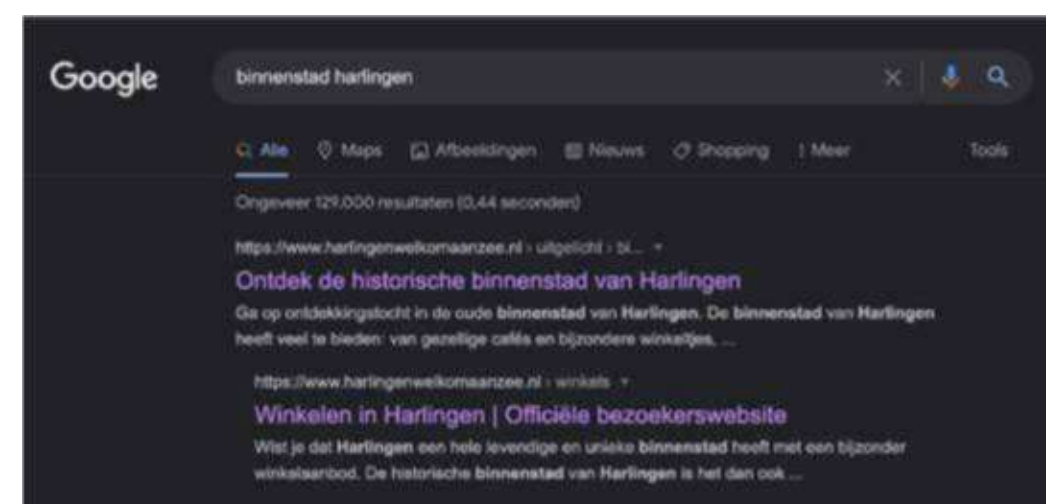 Google
binnenstad harlingen
Alle Maps Afbeeldingen Nieuws Shopping Meer Tools
Ongeveer 129.000 resultaten (0,44 seconden)
https://www.harlingenwelkomaanzee.nl › uitgelicht › bi...
Ontdek de historische binnenstad van Harlingen
Ga op ontdekkingstocht in de oude binnenstad van Harlingen. De binnenstad van Harlingen
heeft veel te bieden: van gezellige cafés en bijzondere winkeltjes, ...
https://www.harlingenwelkomaanzee.nl › winkels
Winkelen in Harlingen | Officiële bezoekerswebsite
Wist je dat Harlingen een hele levendige en unieke binnenstad heeft met een bijzonder
winkelaanbod. De historische binnenstad van Harlingen is het dan ook ...